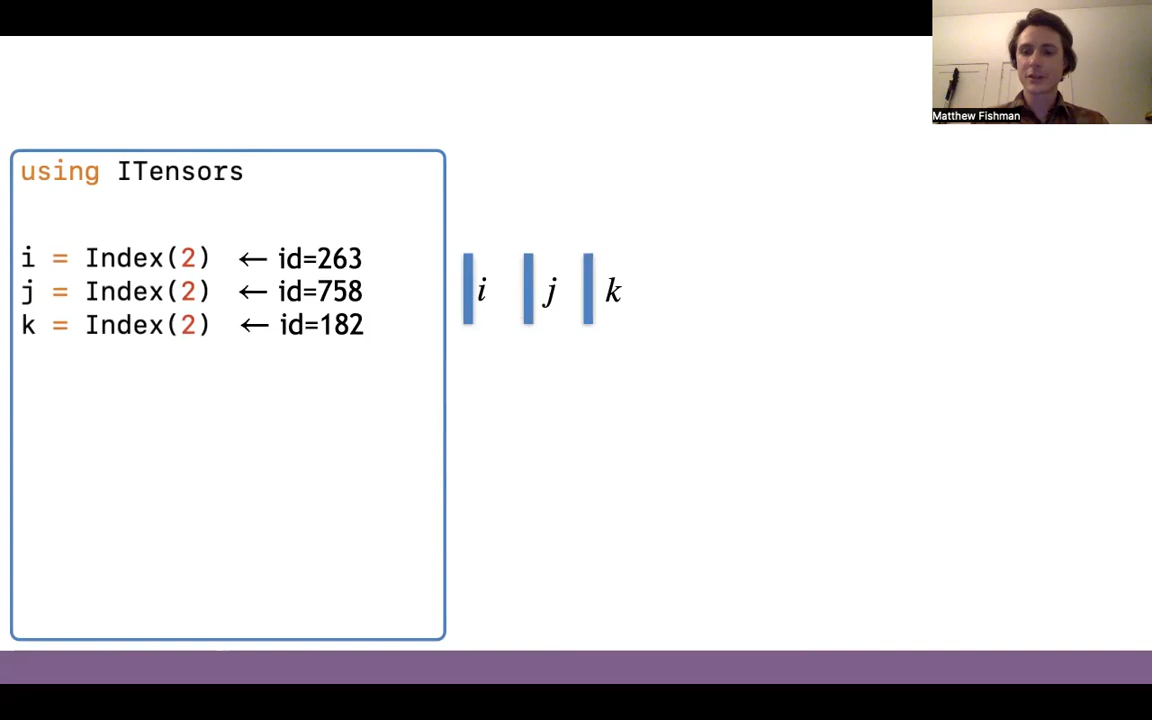 Matthew Fishman
using ITensors
i = Index(2) ← id=263
j = Index(2) ← id=758
k = Index(2) ← id=182
i j k